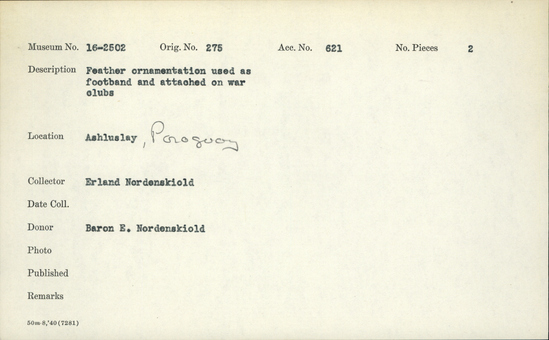 Museum No. 16-2502 Orig. No. 275 Acc. No. 621 No. Pieces 2
Description Feather ornamentation used as
footband and attached on war
clubs
Location Ashluslay, Paraguay
Collector Erland Nordenskiold
Date Coll.
Donor Baron E. Nordenskiold
Photo
Published
Remarks
50m-8,'40(7281)